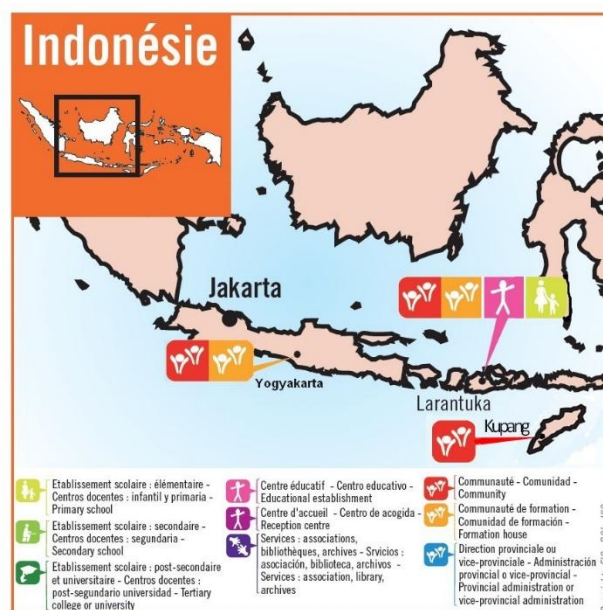 Indonésie
Jakarta
Yogyakarta
Larantuka
Kupang
Etablissement scolaire : élémentaire -
Centros docentes : infantil y primaria -
Primary school
Etablissement scolaire : secondaire -
Centros docentes : segundaria -
Secondary school
Etablissement scolaire : post-secondaire
et universitaire - Centros docentes :
post-segundario universidad - Tertiary
college or university
Centre éducatif - Centro educativo -
Educational establishment
Centre d'accueil - Centro de acogida -
Reception centre
Services : associations,
bibliothèques, archives - Srvicios :
asociación, biblioteca, archivos -
Services : association, library,
archives
Communauté - Comunidad -
Community
Communauté de formation -
Comunidad de formación -
Formation house
Direction provinciale ou
vice-provinciale - Administración
provincial o vice-provincial -
Provincial administration or
vice-provincial administration